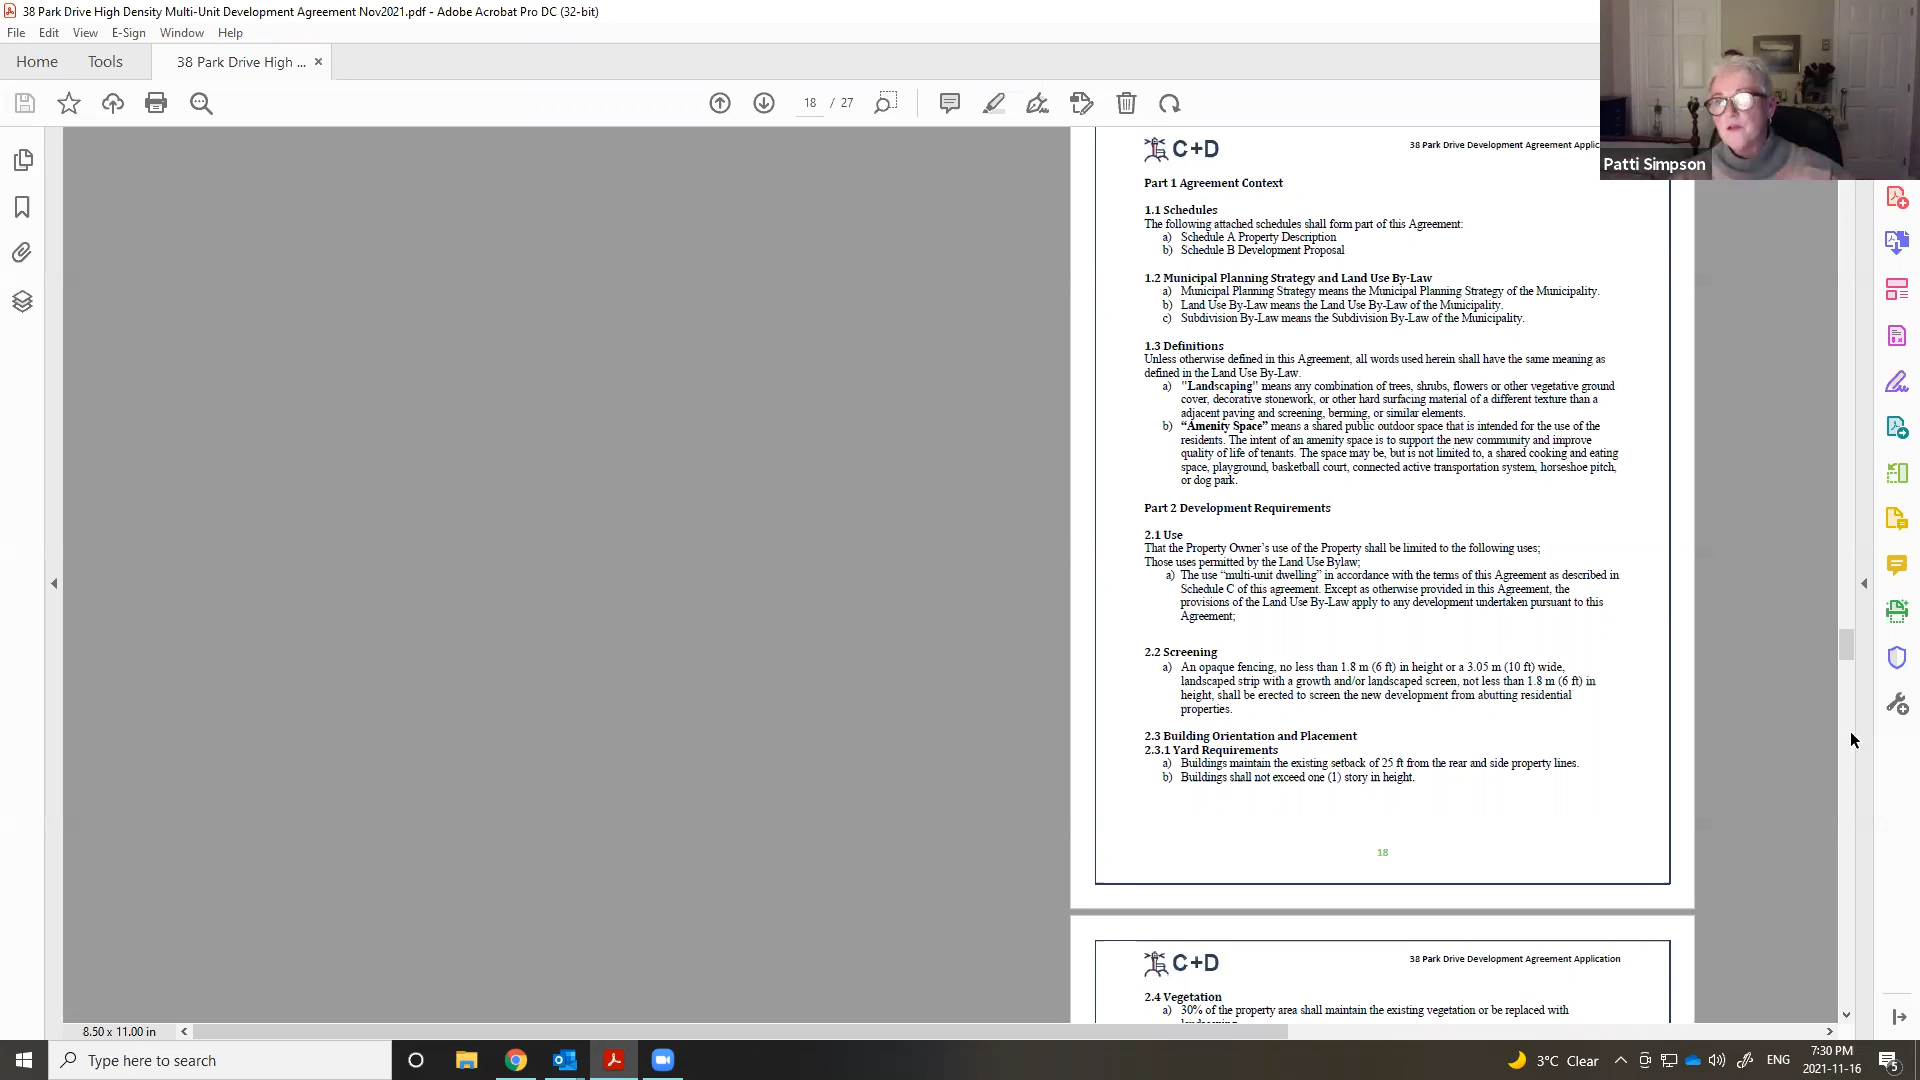 38 Park Drive High Density Multi-Unit Development Agreement Nov2021.pdf - Adobe Acrobat Pro DC (32-bit)
File Edit View E-Sign Window Help
Home Tools 38 Park Drive High ... ×
18 / 27
Patti Simpson
C+D
38 Park Drive Development Agreement Applic
Part 1 Agreement Context
1.1 Schedules
The following attached schedules shall form part of this Agreement:
a) Schedule A Property Description
b) Schedule B Development Proposal
1.2 Municipal Planning Strategy and Land Use By-Law
a) Municipal Planning Strategy means the Municipal Planning Strategy of the Municipality.
b) Land Use By-Law means the Land Use By-Law of the Municipality.
c) Subdivision By-Law means the Subdivision By-Law of the Municipality.
1.3 Definitions
Unless otherwise defined in this Agreement, all words used herein shall have the same meaning as
defined in the Land Use By-Law.
a) "Landscaping" means any combination of trees, shrubs, flowers or other vegetative ground
cover, decorative stonework, or other hard surfacing material of a different texture than a
adjacent paving and screening, berming, or similar elements.
b) “Amenity Space” means a shared public outdoor space that is intended for the use of the
residents. The intent of an amenity space is to support the new community and improve
quality of life of tenants. The space may be, but is not limited to, a shared cooking and eating
space, playground, basketball court, connected active transportation system, horseshoe pitch,
or dog park.
Part 2 Development Requirements
2.1 Use
That the Property Owner’s use of the Property shall be limited to the following uses;
Those uses permitted by the Land Use Bylaw;
a) The use “multi-unit dwelling” in accordance with the terms of this Agreement as described in
Schedule C of this agreement. Except as otherwise provided in this Agreement, the
provisions of the Land Use By-Law apply to any development undertaken pursuant to this
Agreement;
2.2 Screening
a) An opaque fencing, no less than 1.8 m (6 ft) in height or a 3.05 m (10 ft) wide,
landscaped strip with a growth and/or landscaped screen, not less than 1.8 m (6 ft) in
height, shall be erected to screen the new development from abutting residential
properties.
2.3 Building Orientation and Placement
2.3.1 Yard Requirements
a) Buildings maintain the existing setback of 25 ft from the rear and side property lines.
b) Buildings shall not exceed one (1) story in height.
18
C+D
38 Park Drive Development Agreement Application
2.4 Vegetation
a) 30% of the property area shall maintain the existing vegetation or be replaced with
8.50 x 11.00 in
Type here to search
3°C Clear
ENG
7:30 PM
2021-11-16
5